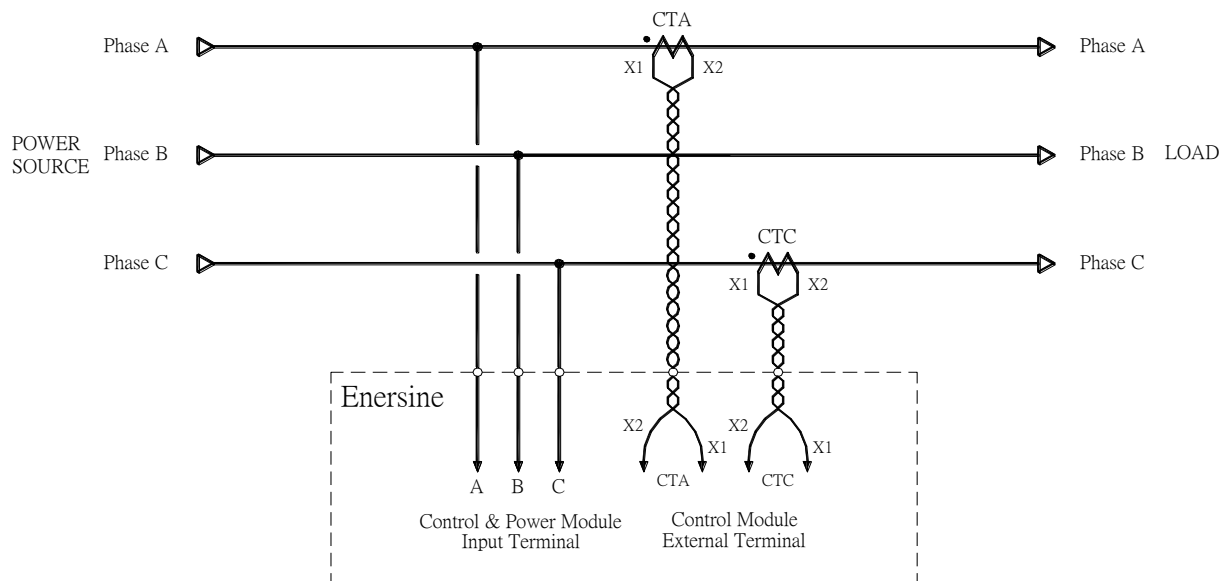 CTA
Phase A
Phase A
X1
X2
POWER
SOURCE
Phase B
Phase B
LOAD
CTC
Phase C
Phase C
X1
X2
Enersine
X2
X1
X2
X1
A
B
C
CTA
CTC
Control & Power Module
Input Terminal
Control Module
External Terminal